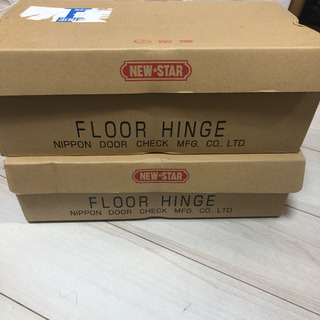 NEW★STAR
FLOOR HINGE
NIPPON DOOR CHECK MFG. CO., LTD.
NEW★STAR
FLOOR HINGE
NIPPON DOOR CHECK MFG. CO., LTD.